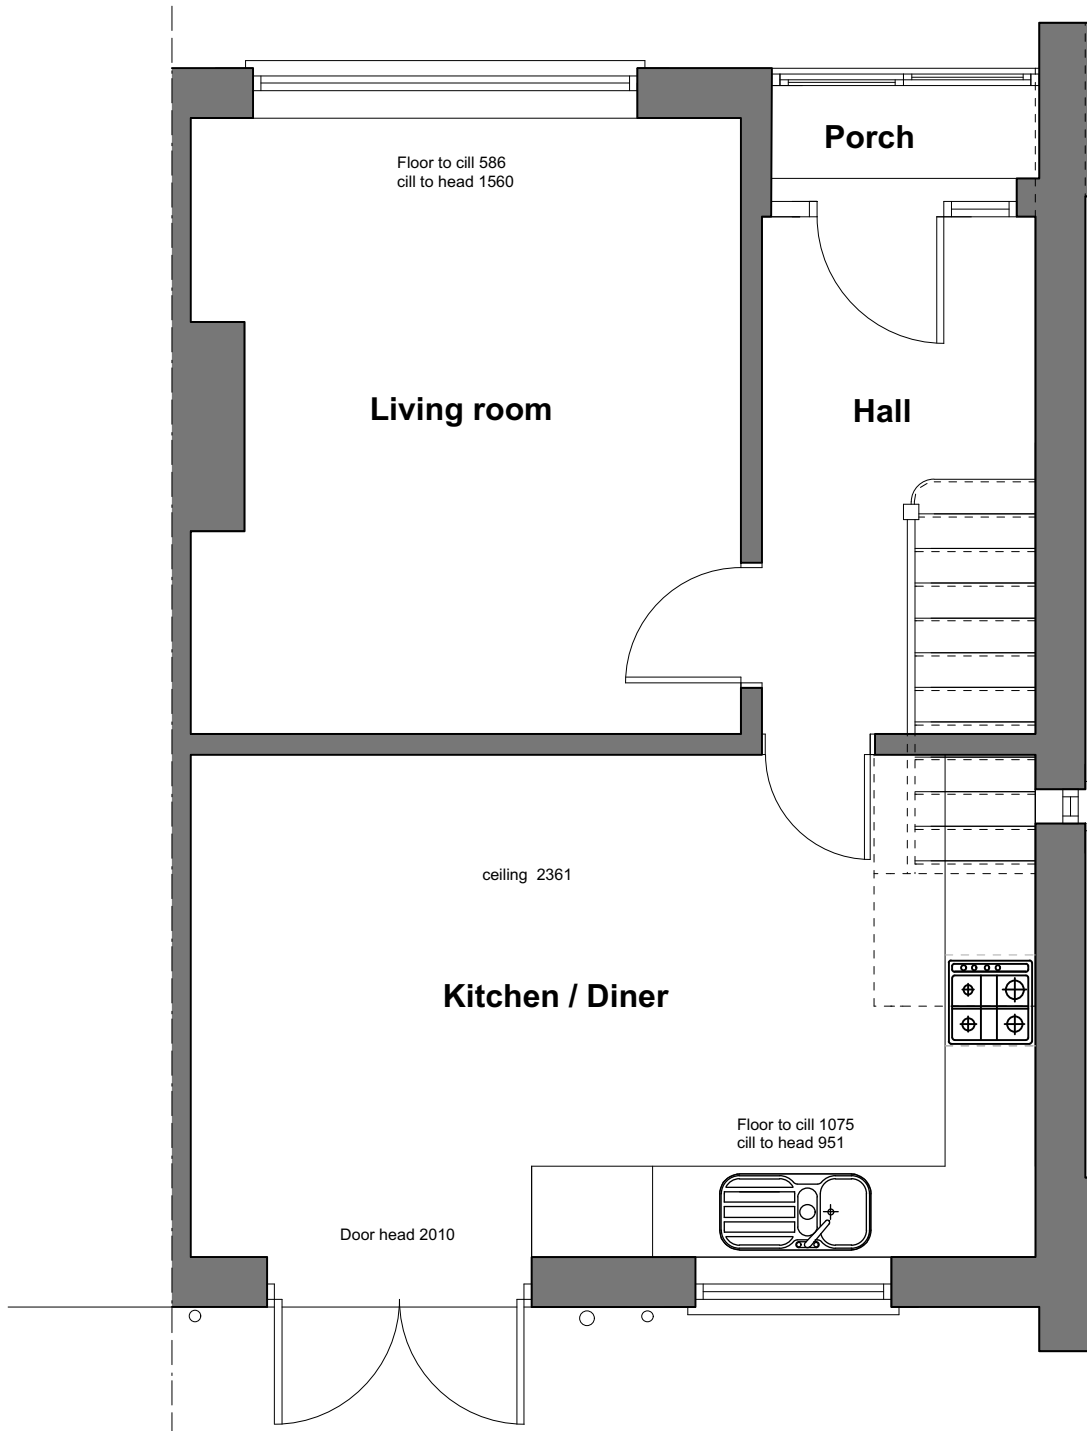 Porch
Floor to cill 586
cill to head 1560
Living room
Hall
ceiling 2361
Kitchen / Diner
Floor to cill 1075
cill to head 951
Door head 2010